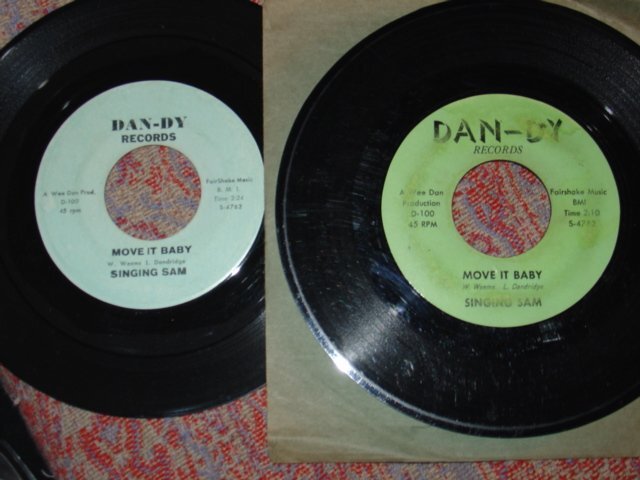 DAN-DY
RECORDS
A Wee Dan Prod.
D-100
45 rpm
FairShake Music
B. M. I.
Time 2:24
S-4762
MOVE IT BABY
W. Weems L. Dandridge
SINGING SAM
DAN-DY
RECORDS
A Wee Dan
Production
D-100
45 RPM
Fairshake Music
BMI
Time 2:10
MOVE IT BABY
W. Weems L. Dandridge
SINGING SAM